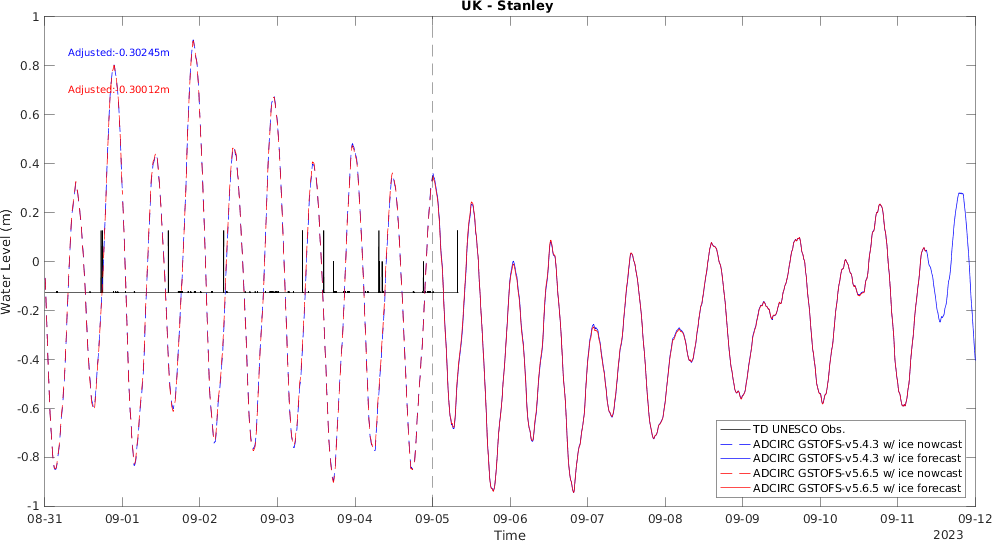 UK - Stanley
Adjusted:-0.30245m
Adjusted:-0.30012m
Water Level (m)
1
0.8
0.6
0.4
0.2
0
-0.2
-0.4
-0.6
-0.8
-1
TD UNESCO Obs.
ADCIRC GSTOFS-v5.4.3 w/ ice nowcast
ADCIRC GSTOFS-v5.4.3 w/ ice forecast
ADCIRC GSTOFS-v5.6.5 w/ ice nowcast
ADCIRC GSTOFS-v5.6.5 w/ ice forecast
08-31 09-01 09-02 09-03 09-04 09-05 09-06 09-07 09-08 09-09 09-10 09-11 09-12
Time
2023